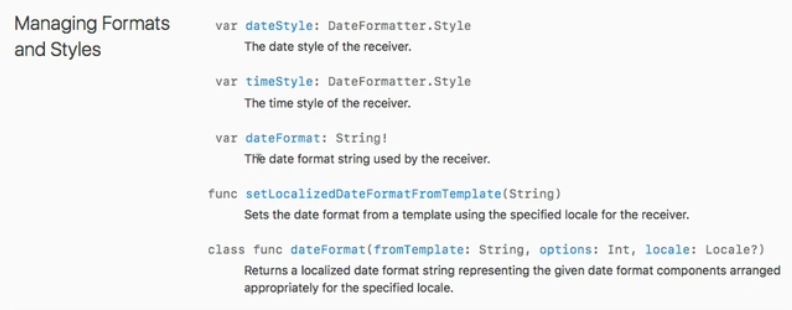 Managing Formats
and Styles
var dateStyle: DateFormatter.Style
The date style of the receiver.
var timeStyle: DateFormatter.Style
The time style of the receiver.
var dateFormat: String!
The date format string used by the receiver.
func setLocalizedDateFormatFromTemplate(String)
Sets the date format from a template using the specified locale for the receiver.
class func dateFormat(fromTemplate: String, options: Int, locale: Locale?)
Returns a localized date format string representing the given date format components arranged
appropriately for the specified locale.